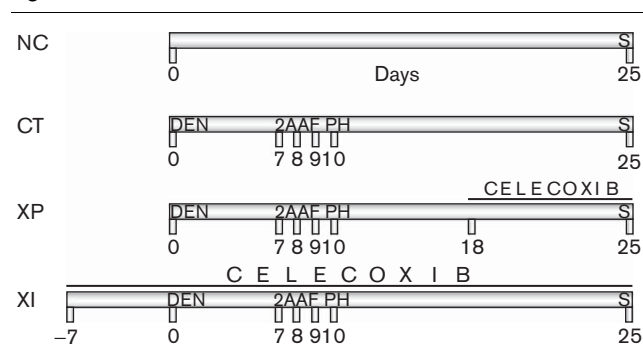 NC S
0 Days 25
CT DEN 2AAF PH S
0 7 8 9 10 25
CELECOXIB
XP DEN 2AAF PH S
0 7 8 9 10 18 25
CELECOXIB
XI DEN 2AAF PH S
−7 0 7 8 9 10 25